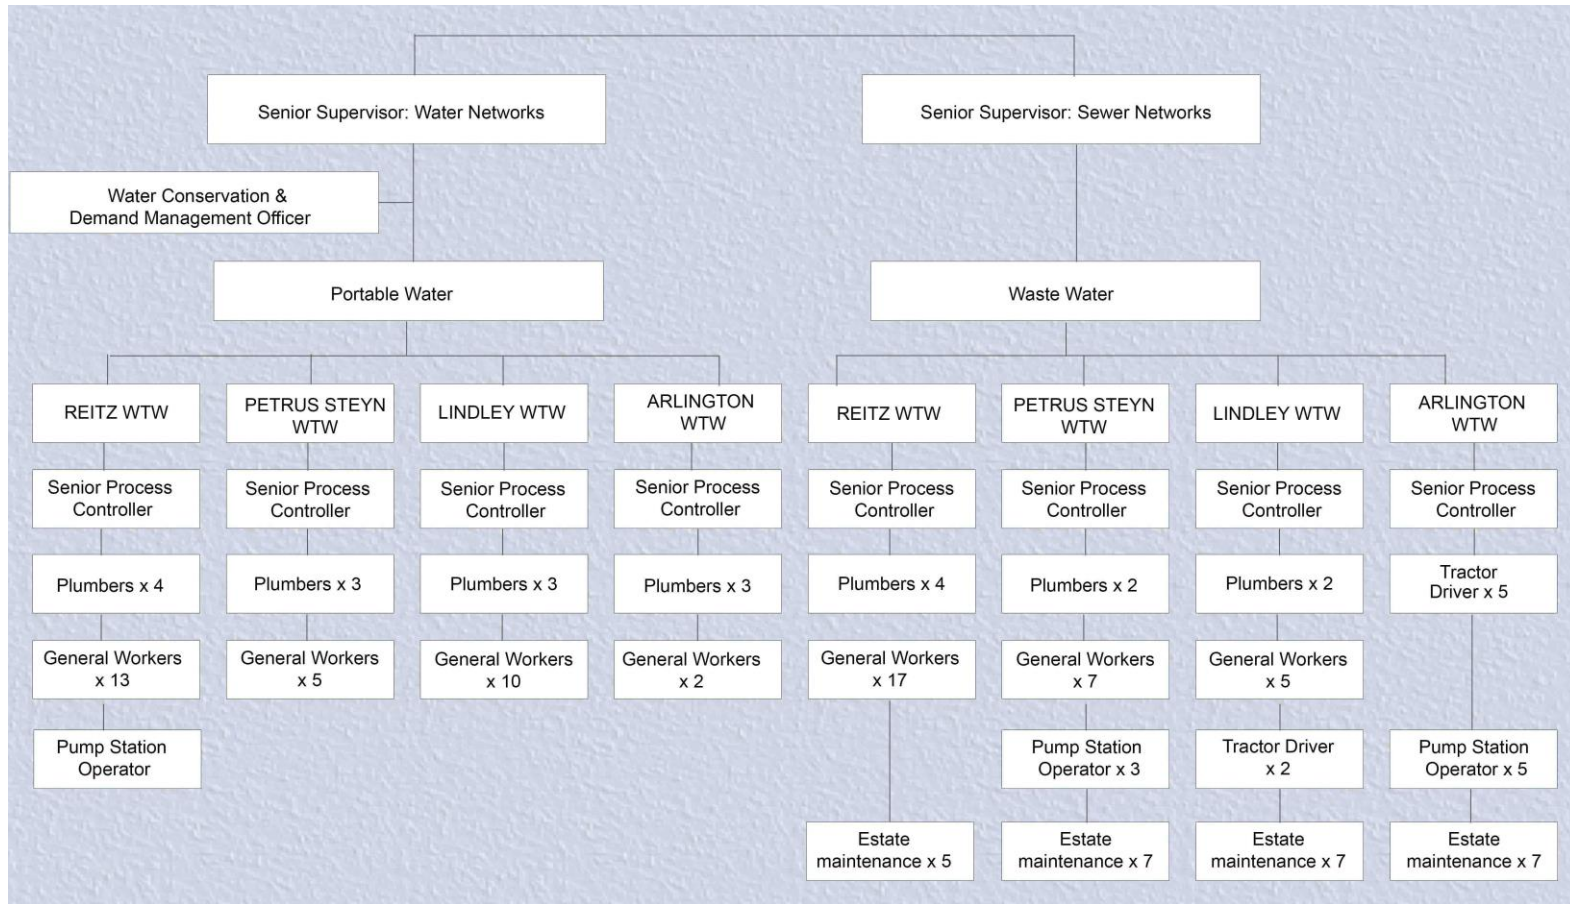 Senior Supervisor: Water Networks
Senior Supervisor: Sewer Networks
Water Conservation &
Demand Management Officer
Portable Water
Waste Water
REITZ WTW
PETRUS STEYN
WTW
LINDLEY WTW
ARLINGTON
WTW
REITZ WTW
PETRUS STEYN
WTW
LINDLEY WTW
ARLINGTON
WTW
Senior Process
Controller
Senior Process
Controller
Senior Process
Controller
Senior Process
Controller
Senior Process
Controller
Senior Process
Controller
Senior Process
Controller
Senior Process
Controller
Plumbers x 4
Plumbers x 3
Plumbers x 3
Plumbers x 3
Plumbers x 4
Plumbers x 2
Plumbers x 2
Tractor
Driver x 5
General Workers
x 13
General Workers
x 5
General Workers
x 10
General Workers
x 2
General Workers
x 17
General Workers
x 7
General Workers
x 5
Pump Station
Operator
Pump Station
Operator x 3
Tractor Driver
x 2
Pump Station
Operator x 5
Estate
maintenance x 5
Estate
maintenance x 7
Estate
maintenance x 7
Estate
maintenance x 7